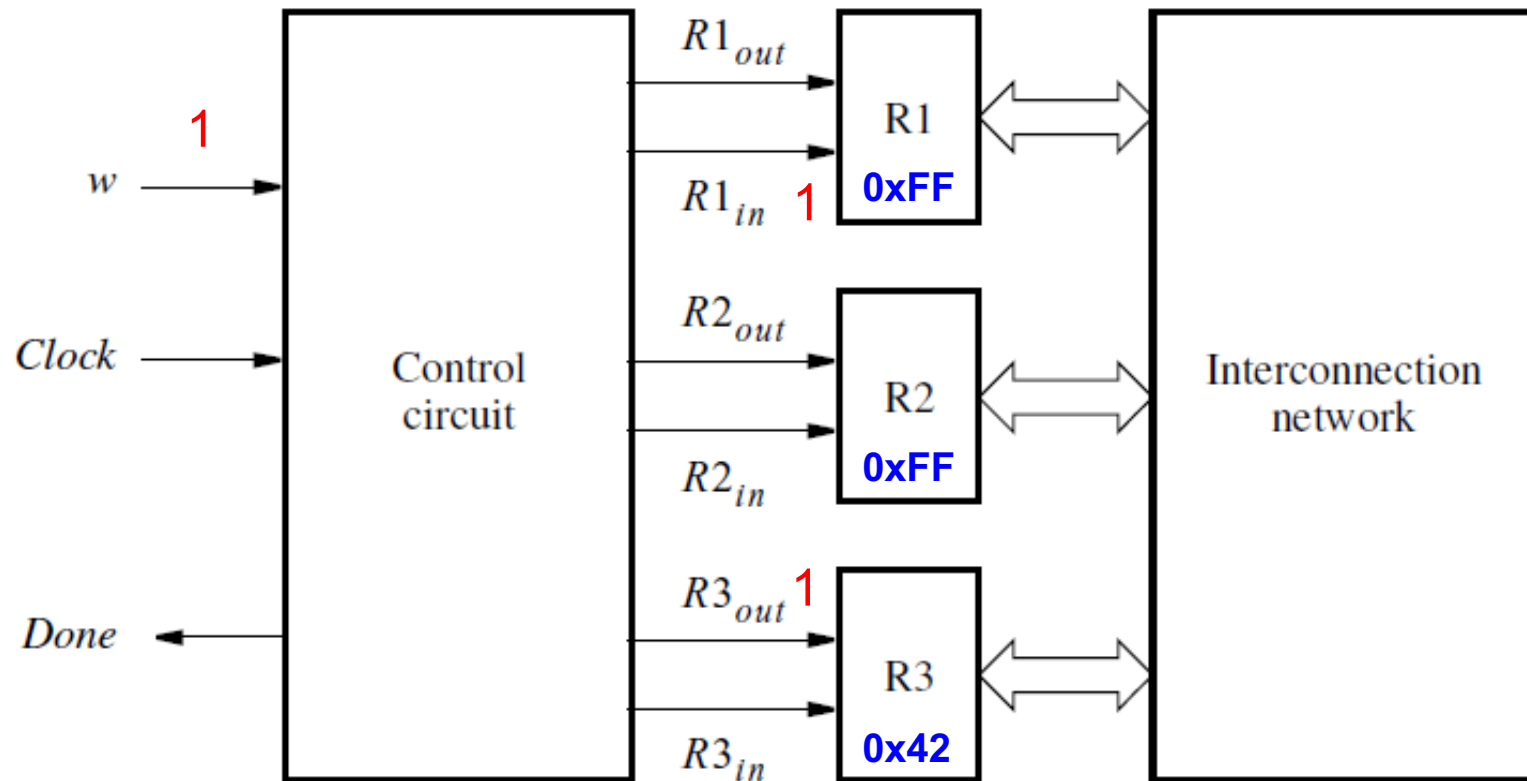 w
1
Clock
Done
Control
circuit
R1out
R1in
1
R2out
R2in
R3out
1
R3in
R1
0xFF
R2
0xFF
R3
0x42
Interconnection
network